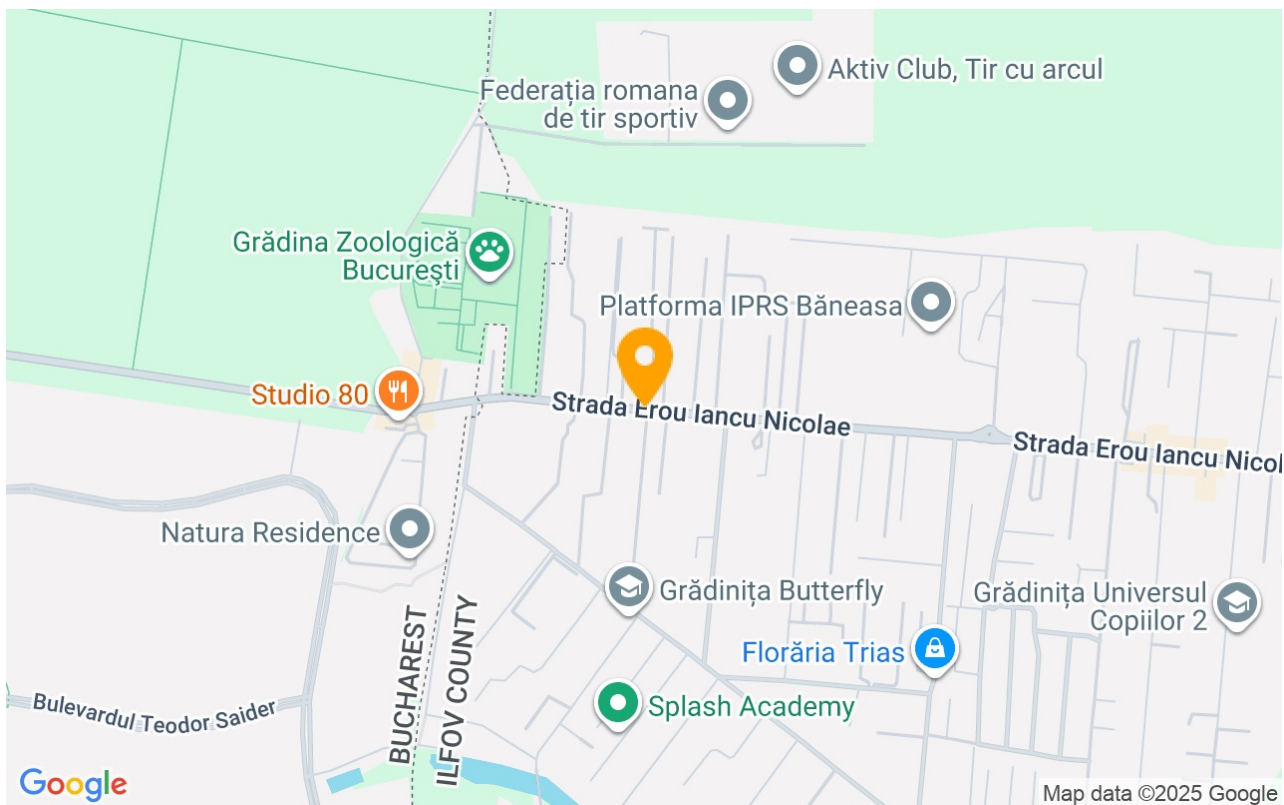 Aktiv Club, Tir cu arcul
Federația romana
de tir sportiv
Grădina Zoologică
București
Platforma IPRS Băneasa
Studio 80
Strada Erou Iancu Nicolae
Strada Erou Iancu Nicol
Natura Residence
Grădinița Butterfly
Grădinița Universul
Copiilor 2
Florăria Trias
Splash Academy
Bulevardul Teodor Saider
BUCHAREST
ILFOV COUNTY
Google
Map data ©2025 Google